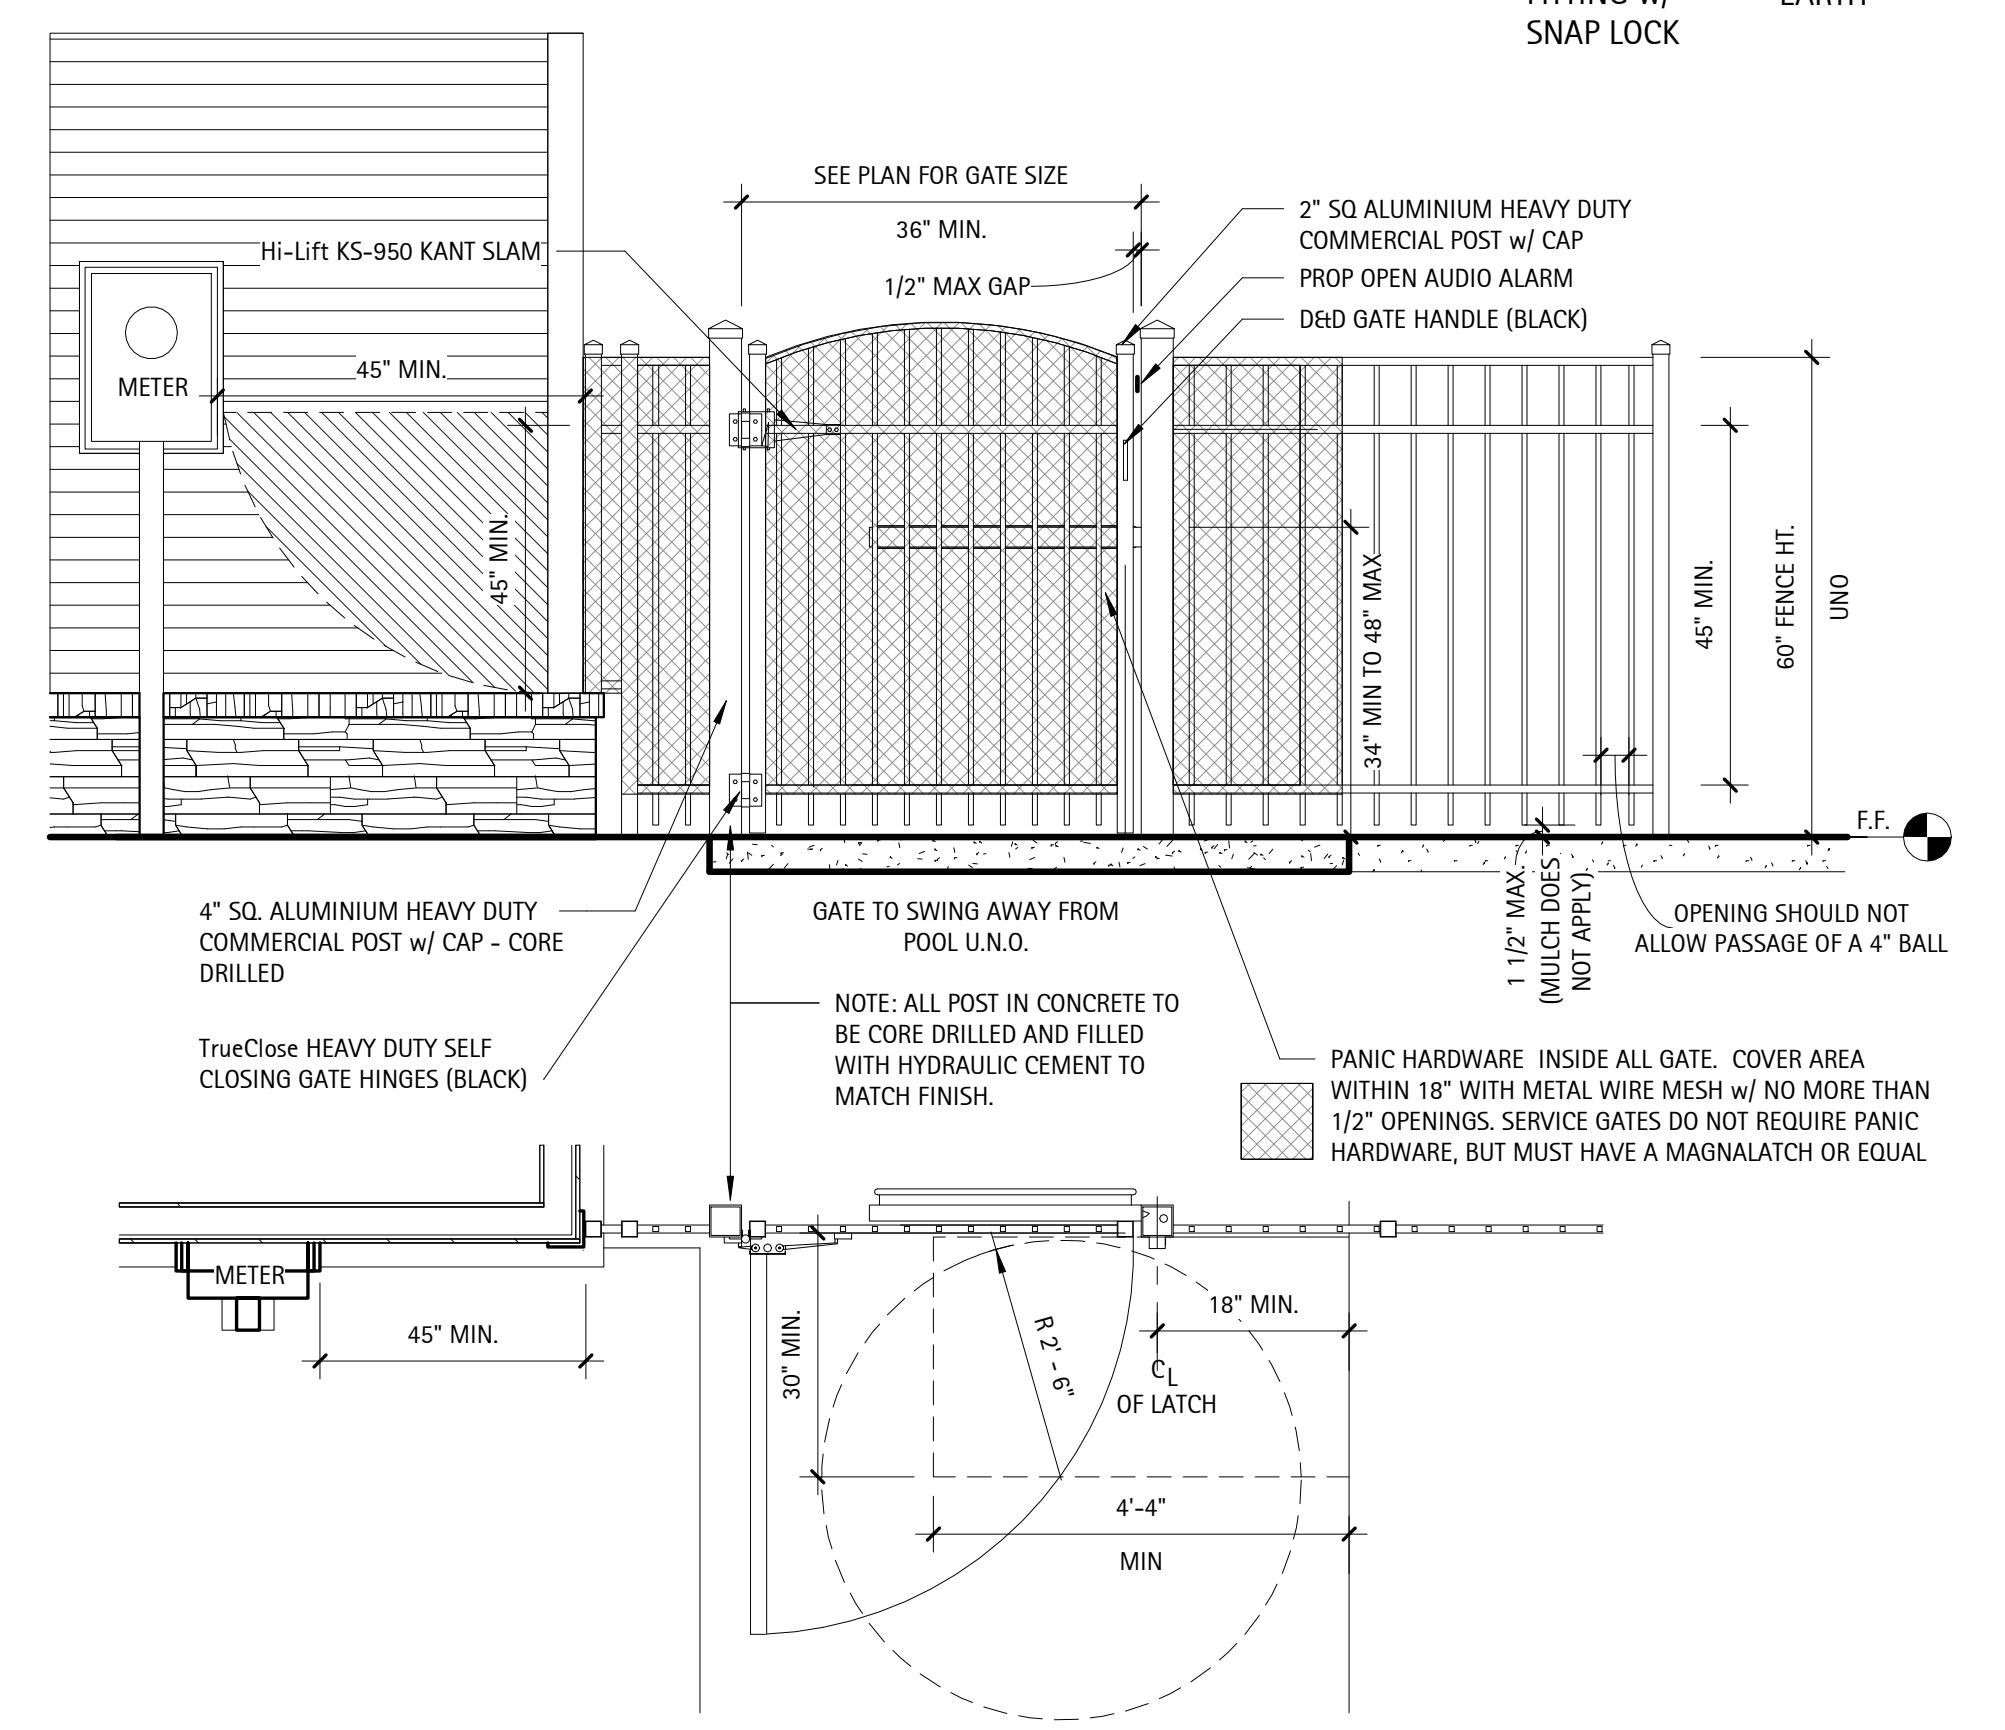 SNAP LOCK
SEE PLAN FOR GATE SIZE
36" MIN.
1/2" MAX GAP
Hi-Lift KS-950 KANT SLAM
2" SQ ALUMINIUM HEAVY DUTY
COMMERCIAL POST w/ CAP
PROP OPEN AUDIO ALARM
D&D GATE HANDLE (BLACK)
METER
45" MIN.
45" MIN.
34" MIN TO 48" MAX
45" MIN.
60" FENCE HT.
UNO
F.F.
4" SQ. ALUMINIUM HEAVY DUTY
COMMERCIAL POST w/ CAP - CORE
DRILLED
GATE TO SWING AWAY FROM
POOL U.N.O.
1 1/2" MAX.
(MULCH DOES
NOT APPLY)
OPENING SHOULD NOT
ALLOW PASSAGE OF A 4" BALL
TrueClose HEAVY DUTY SELF
CLOSING GATE HINGES (BLACK)
NOTE: ALL POST IN CONCRETE TO
BE CORE DRILLED AND FILLED
WITH HYDRAULIC CEMENT TO
MATCH FINISH.
PANIC HARDWARE INSIDE ALL GATE. COVER AREA
WITHIN 18" WITH METAL WIRE MESH w/ NO MORE THAN
1/2" OPENINGS. SERVICE GATES DO NOT REQUIRE PANIC
HARDWARE, BUT MUST HAVE A MAGNALATCH OR EQUAL
METER
45" MIN.
30" MIN.
R 2' - 6"
18" MIN.
CL
OF LATCH
4'-4"
MIN